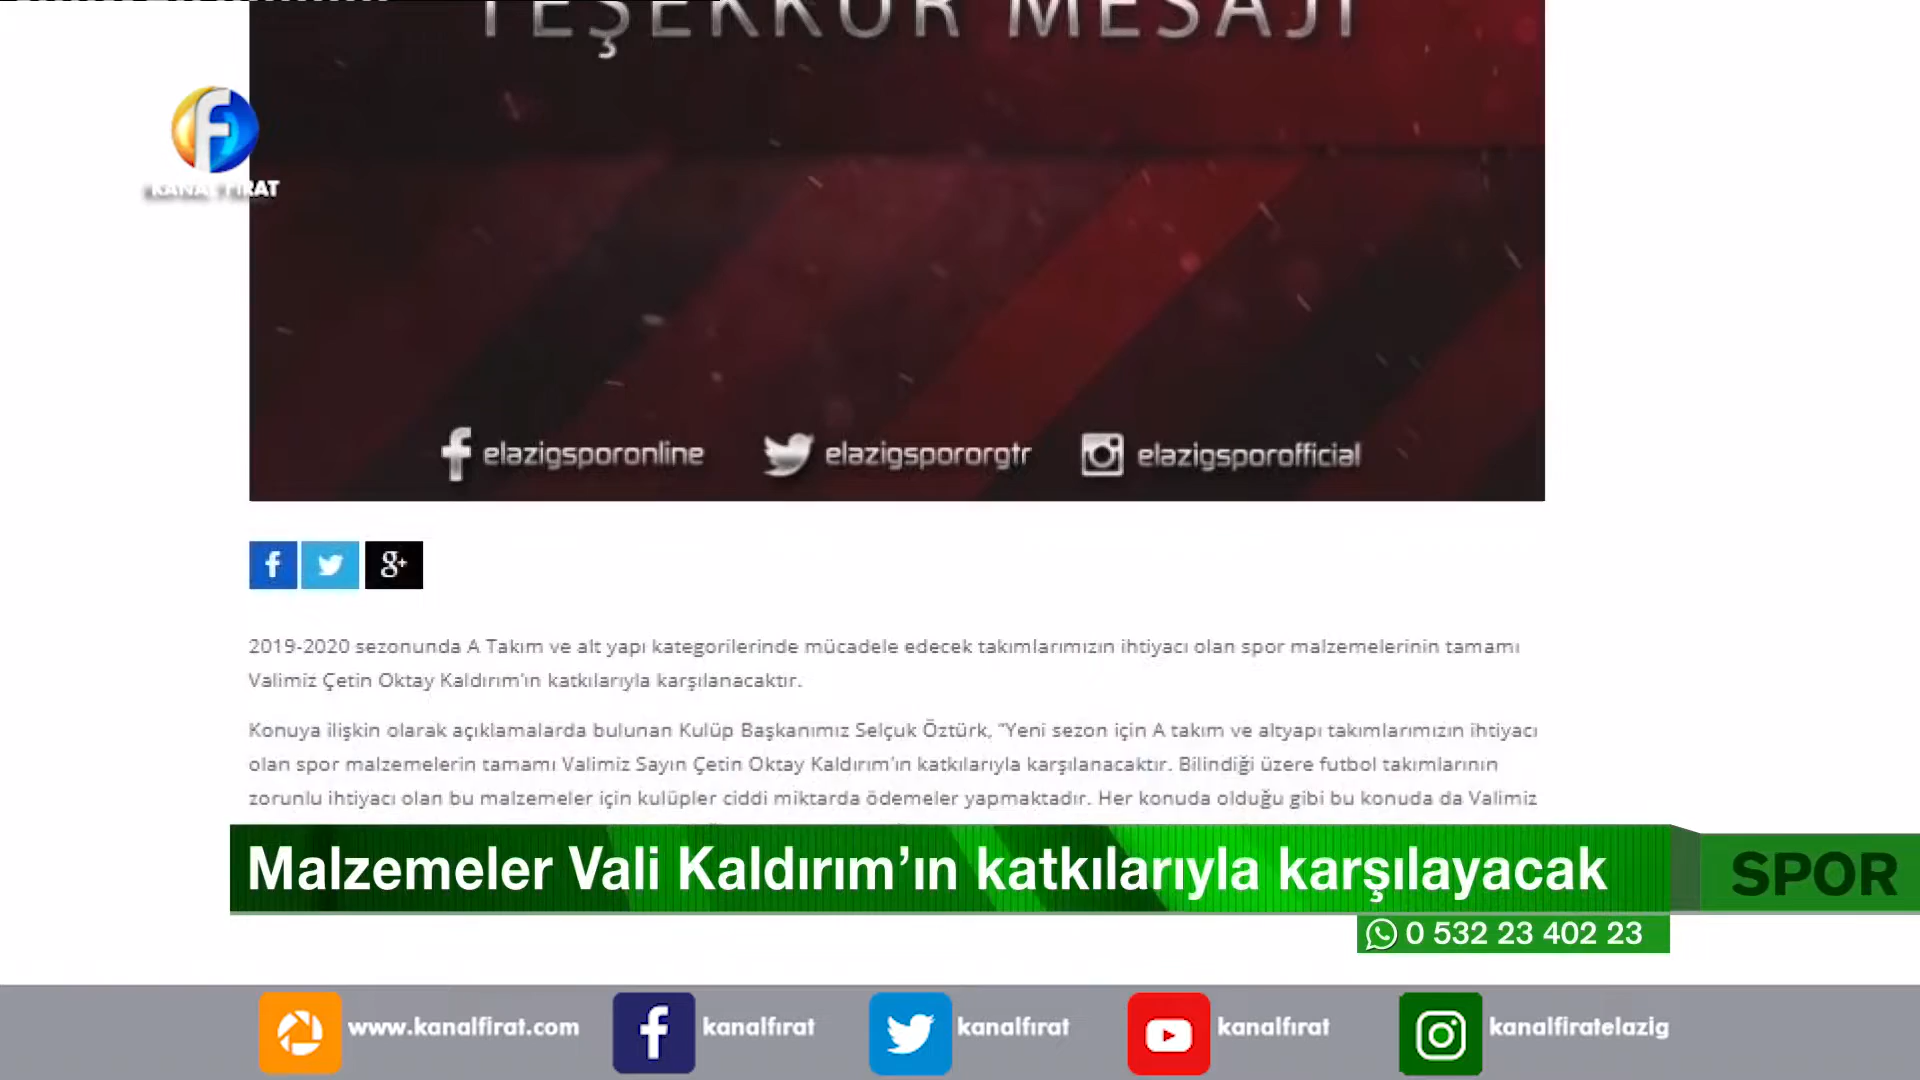 TEŞEKKÜR MESAJI
KANAL FIRAT
elazigsporonline
elazigspororgtr
elazigsporofficial
2019-2020 sezonunda A Takım ve alt yapı kategorilerinde mücadele edecek takımlarımızın ihtiyacı olan spor malzemelerinin tamamı
Valimiz Çetin Oktay Kaldırım'ın katkılarıyla karşılanacaktır.
Konuya ilişkin olarak açıklamalarda bulunan Kulüp Başkanımız Selçuk Öztürk, "Yeni sezon için A takım ve altyapı takımlarımızın ihtiyacı
olan spor malzemelerin tamamı Valimiz Sayın Çetin Oktay Kaldırım'ın katkılarıyla karşılanacaktır. Bilindiği üzere futbol takımlarının
zorunlu ihtiyacı olan bu malzemeler için kulüpler ciddi miktarda ödemeler yapmaktadır. Her konuda olduğu gibi bu konuda da Valimiz
Malzemeler Vali Kaldırım’ın katkılarıyla karşılayacak
SPOR
0 532 23 402 23
www.kanalfirat.com
kanalfırat
kanalfırat
kanalfırat
kanalfiratelazig